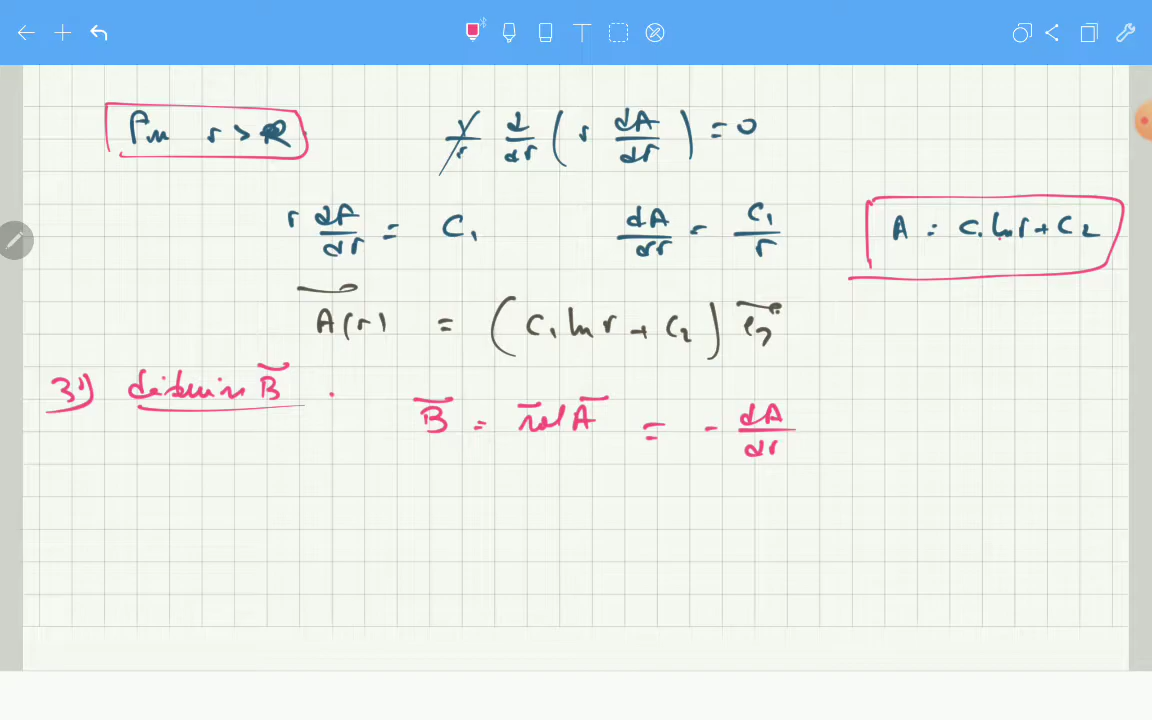 Pour r > R 1/r d/dr ( r dA/dr ) = 0
r dA/dr = C₁ dA/dr = C₁/r A = C₁ ln r + C₂
A(r) = ( C₁ ln r + C₂ ) e⃗z
3) déterminer B⃗ .
B⃗ = rot A⃗ = - dA/dr